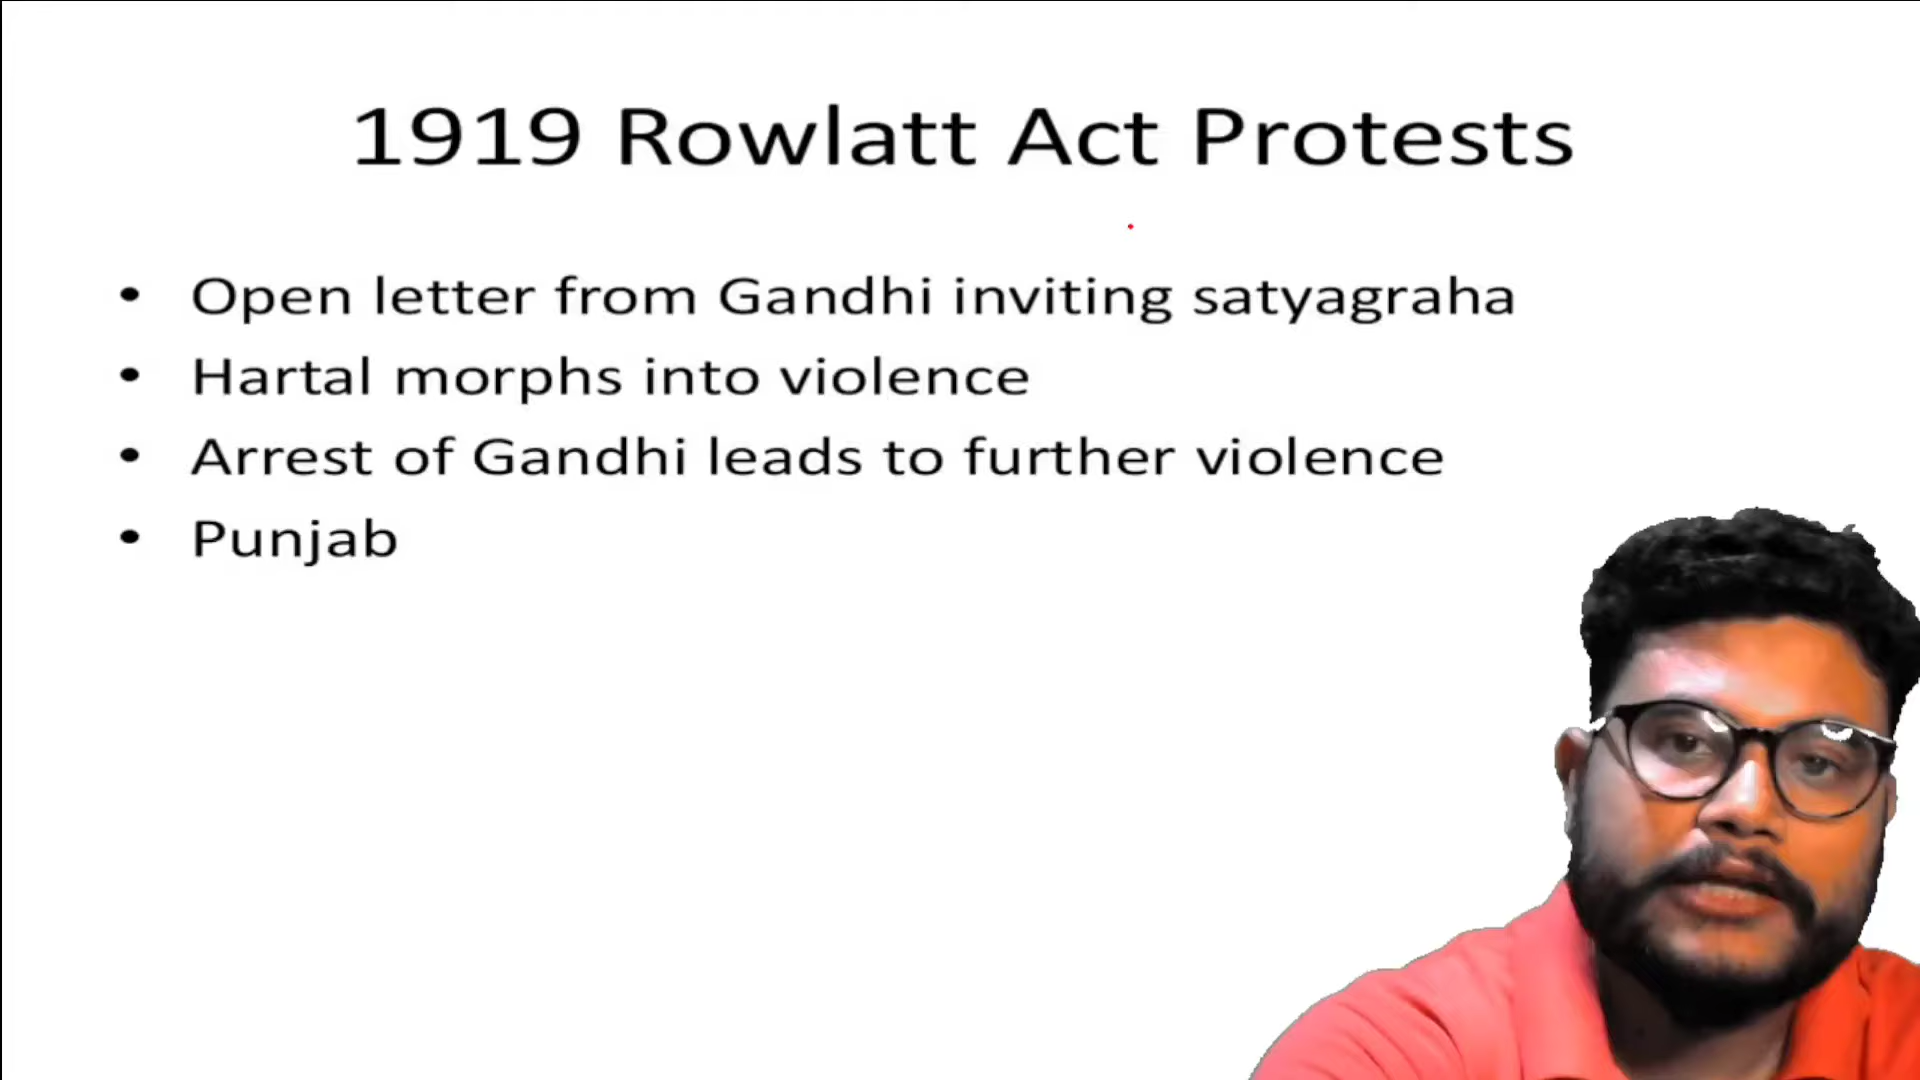 1919 Rowlatt Act Protests
• Open letter from Gandhi inviting satyagraha
• Hartal morphs into violence
• Arrest of Gandhi leads to further violence
• Punjab